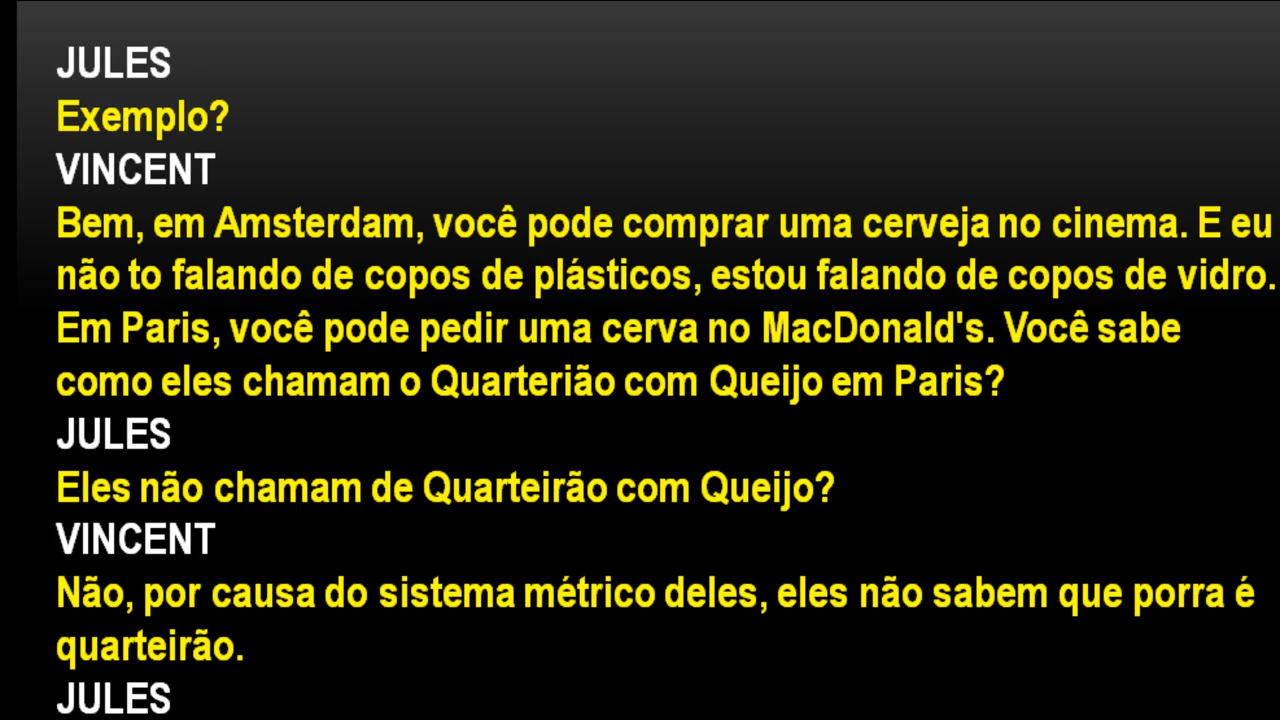 JULES
Exemplo?
VINCENT
Bem, em Amsterdam, você pode comprar uma cerveja no cinema. E eu
não to falando de copos de plásticos, estou falando de copos de vidro.
Em Paris, você pode pedir uma cerva no MacDonald's. Você sabe
como eles chamam o Quarterião com Queijo em Paris?
JULES
Eles não chamam de Quarteirão com Queijo?
VINCENT
Não, por causa do sistema métrico deles, eles não sabem que porra é
quarteirão.
JULES